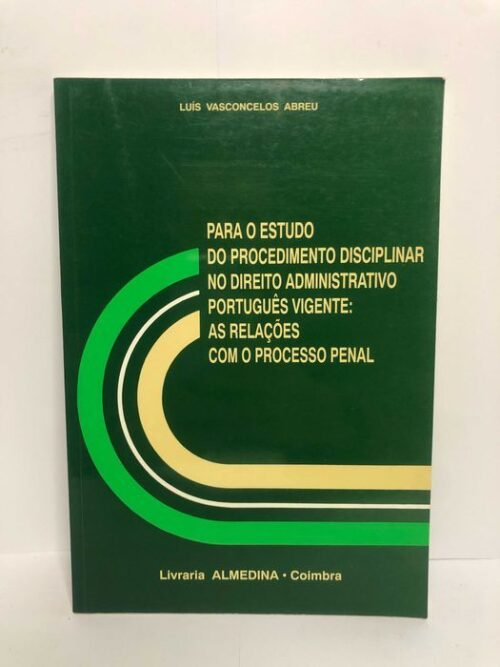 LUÍS VASCONCELOS ABREU
PARA O ESTUDO
DO PROCEDIMENTO DISCIPLINAR
NO DIREITO ADMINISTRATIVO
PORTUGUÊS VIGENTE:
AS RELAÇÕES
COM O PROCESSO PENAL
Livraria ALMEDINA • Coimbra